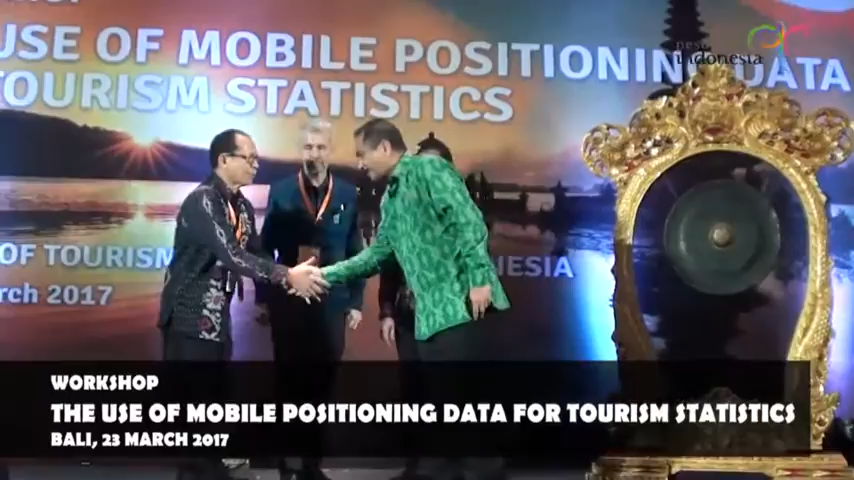 USE OF MOBILE POSITIONING DATA
TOURISM STATISTICS
indonesia
OF TOURISM
NESIA
rch 2017
WORKSHOP
THE USE OF MOBILE POSITIONING DATA FOR TOURISM STATISTICS
BALI, 23 MARCH 2017